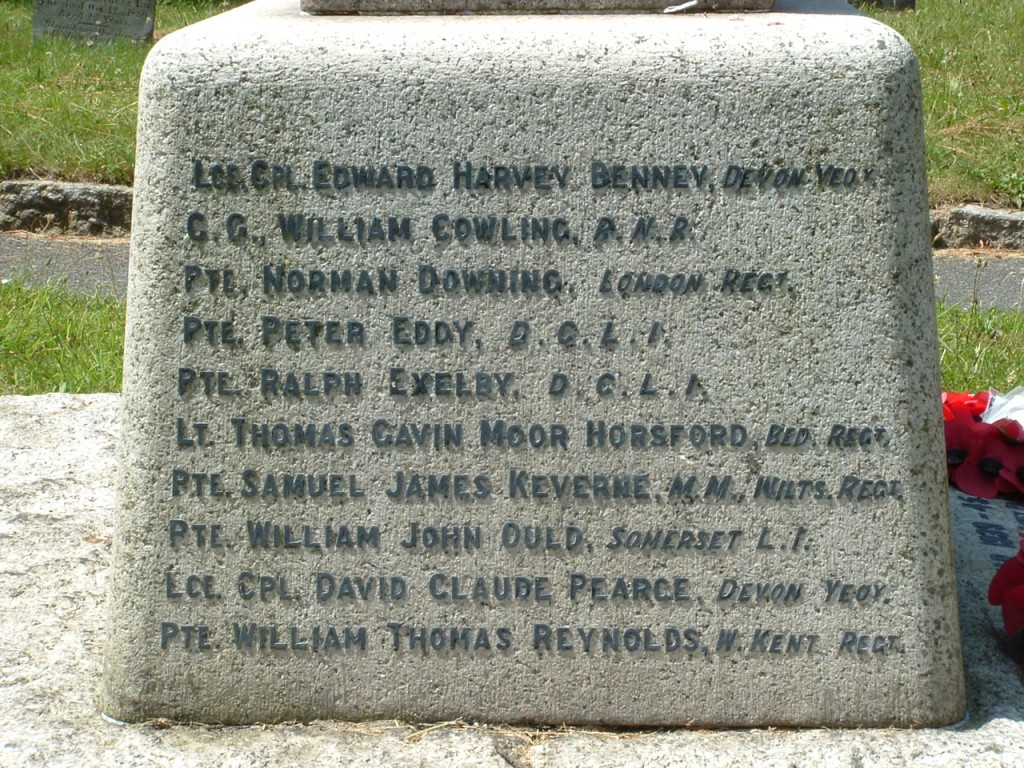 Lce. Cpl. Edward Harvey Benney, Devon Yeoy.
C. G., William Cowling, R. N. R.
Pte. Norman Downing, London Regt.
Pte. Peter Eddy, D. C. L. I.
Pte. Ralph Exelby, D. C. L. I.
Lt. Thomas Gavin Moor Horsford, Bed. Regt.
Pte. Samuel James Keverne, M.M., Wilts. Regt.
Pte. William John Ould, Somerset L. I.
Lce. Cpl. David Claude Pearce, Devon Yeoy.
Pte. William Thomas Reynolds, W. Kent Regt.